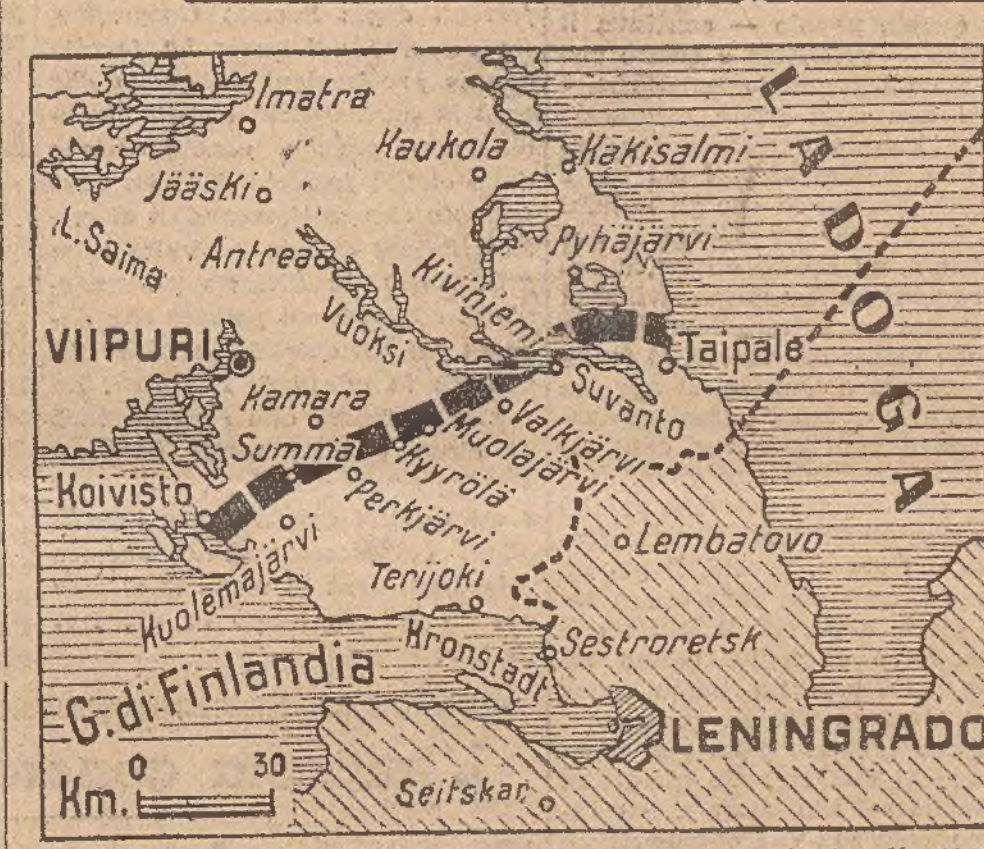 Imatra
Kaukola
Käkisalmi
Jääski
L. Saima
Antrea
Pyhäjärvi
Kiviniemi
Vuoksi
VIIPURI
Taipale
Suvanto
Kamara
Valkjärvi
Summa
Muolajärvi
Kyyrölä
Koivisto
Perkjärvi
Kuolemajärvi
Lembatovo
Terijoki
Sestroretsk
Kronstadt
G. di Finlandia
LENINGRADO
Km. 0 30
Seitskar
LADOGA